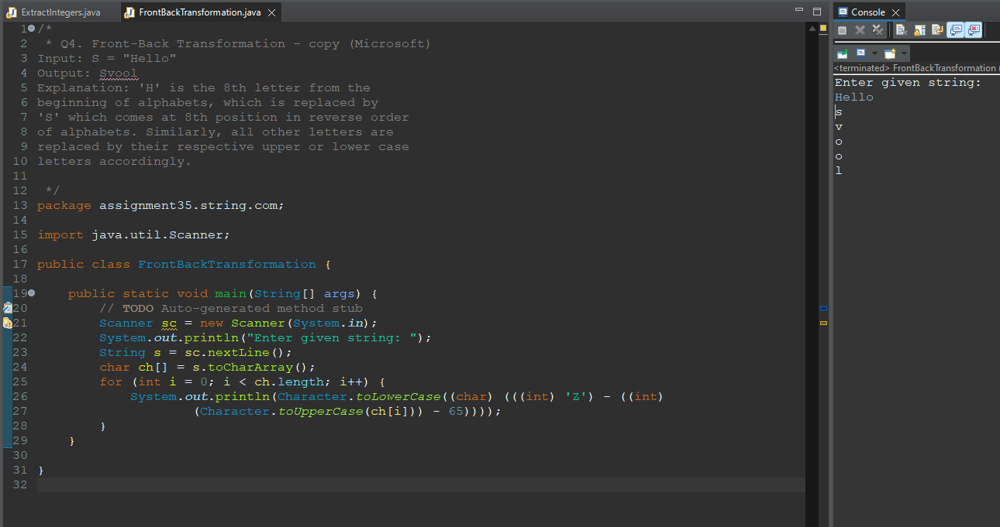 ExtractIntegers.java FrontBackTransformation.java
1 /*
2  * Q4. Front-Back Transformation - copy (Microsoft)
3 Input: S = "Hello"
4 Output: Svool
5 Explanation: 'H' is the 8th letter from the
6 beginning of alphabets, which is replaced by
7 'S' which comes at 8th position in reverse order
8 of alphabets. Similarly, all other letters are
9 replaced by their respective upper or lower case
10 letters accordingly.
11
12  */
13 package assignment35.string.com;
14
15 import java.util.Scanner;
16
17 public class FrontBackTransformation {
18
19     public static void main(String[] args) {
20         // TODO Auto-generated method stub
21         Scanner sc = new Scanner(System.in);
22         System.out.println("Enter given string: ");
23         String s = sc.nextLine();
24         char ch[] = s.toCharArray();
25         for (int i = 0; i < ch.length; i++) {
26             System.out.println(Character.toLowerCase((char) (((int) 'Z') - ((int)
27                     (Character.toUpperCase(ch[i])) - 65))));
28         }
29     }
30
31 }
32
Console
<terminated> FrontBackTransformation (
Enter given string:
Hello
s
v
o
o
l